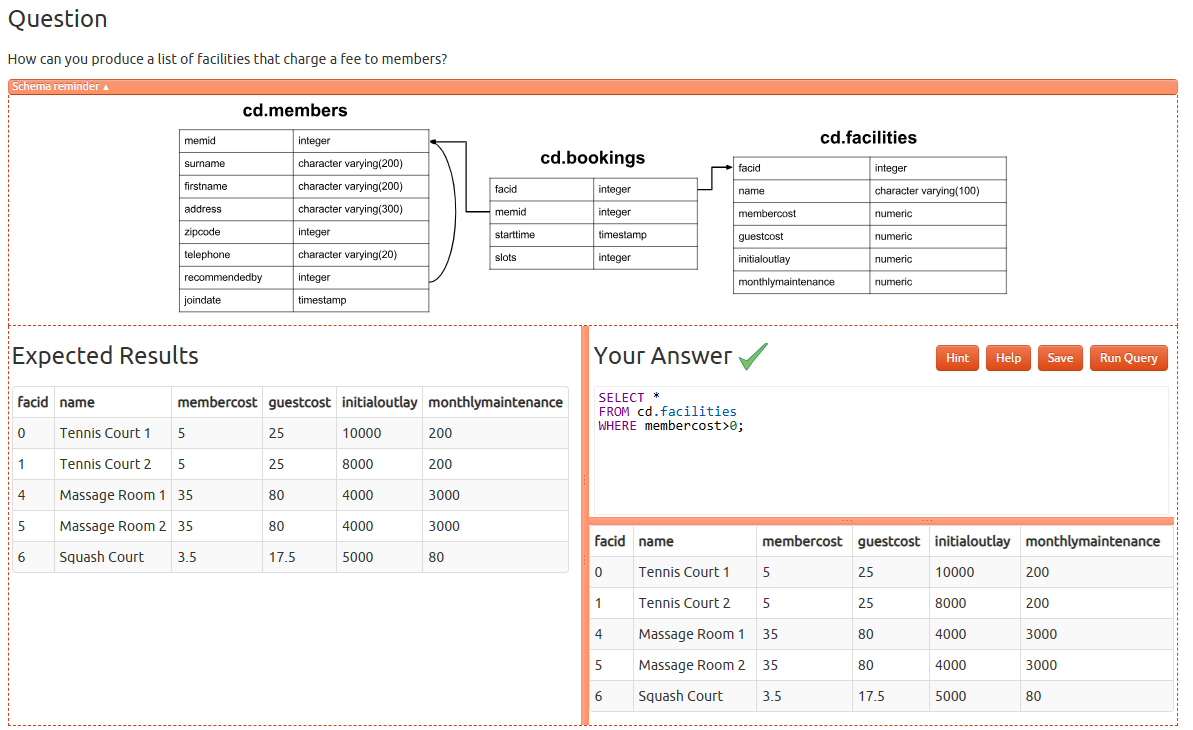 Question
How can you produce a list of facilities that charge a fee to members?
Schema reminder ▲
cd.members
memid integer
surname character varying(200)
firstname character varying(200)
address character varying(300)
zipcode integer
telephone character varying(20)
recommendedby integer
joindate timestamp
cd.bookings
facid integer
memid integer
starttime timestamp
slots integer
cd.facilities
facid integer
name character varying(100)
membercost numeric
guestcost numeric
initialoutlay numeric
monthlymaintenance numeric
Expected Results
facid name membercost guestcost initialoutlay monthlymaintenance
0 Tennis Court 1 5 25 10000 200
1 Tennis Court 2 5 25 8000 200
4 Massage Room 1 35 80 4000 3000
5 Massage Room 2 35 80 4000 3000
6 Squash Court 3.5 17.5 5000 80
Your Answer
Hint Help Save Run Query
SELECT *
FROM cd.facilities
WHERE membercost>0;
facid name membercost guestcost initialoutlay monthlymaintenance
0 Tennis Court 1 5 25 10000 200
1 Tennis Court 2 5 25 8000 200
4 Massage Room 1 35 80 4000 3000
5 Massage Room 2 35 80 4000 3000
6 Squash Court 3.5 17.5 5000 80